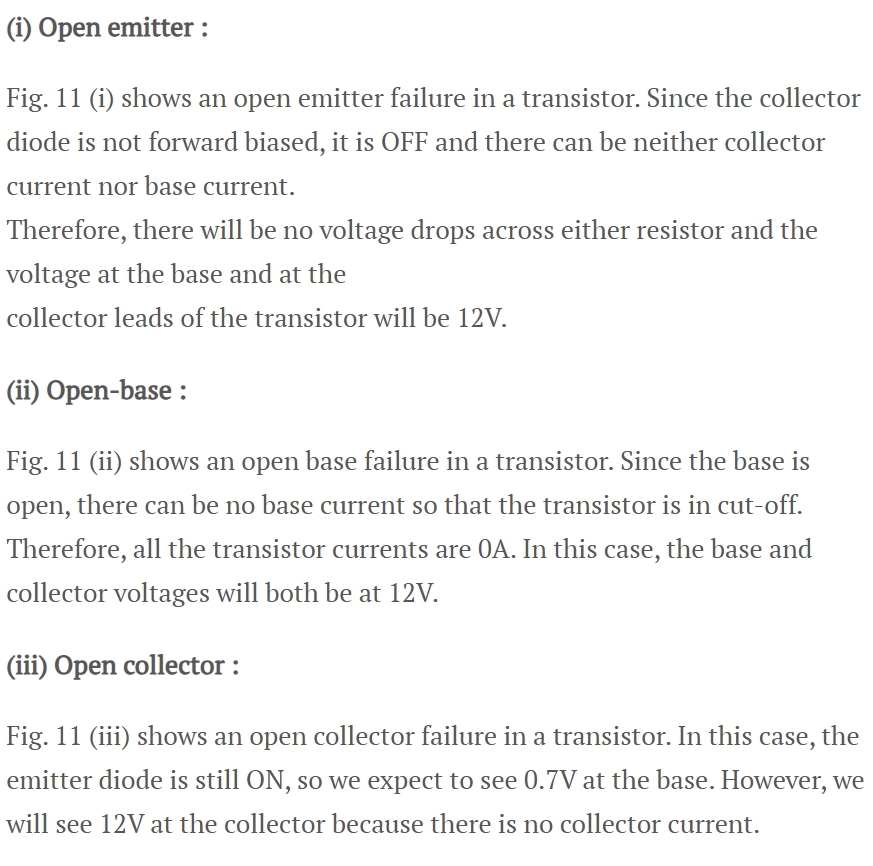 (i) Open emitter :
Fig. 11 (i) shows an open emitter failure in a transistor. Since the collector
diode is not forward biased, it is OFF and there can be neither collector
current nor base current.
Therefore, there will be no voltage drops across either resistor and the
voltage at the base and at the
collector leads of the transistor will be 12V.
(ii) Open-base :
Fig. 11 (ii) shows an open base failure in a transistor. Since the base is
open, there can be no base current so that the transistor is in cut-off.
Therefore, all the transistor currents are 0A. In this case, the base and
collector voltages will both be at 12V.
(iii) Open collector :
Fig. 11 (iii) shows an open collector failure in a transistor. In this case, the
emitter diode is still ON, so we expect to see 0.7V at the base. However, we
will see 12V at the collector because there is no collector current.